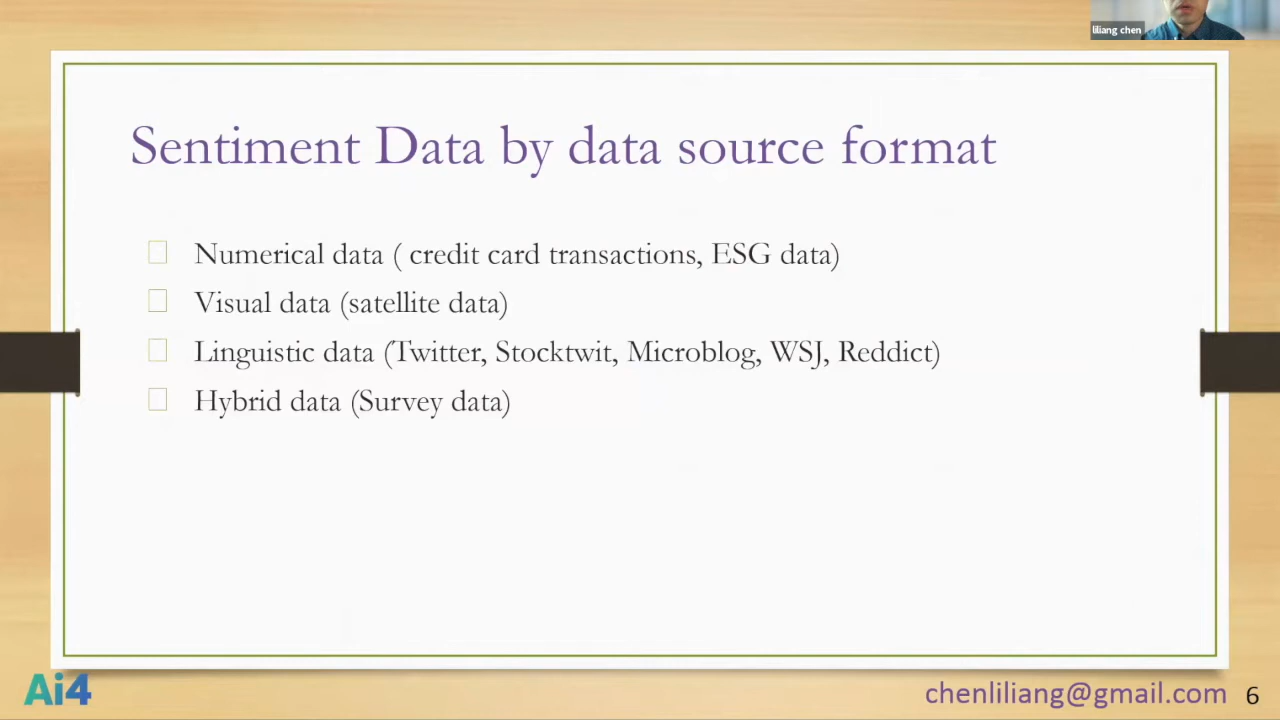 liliang chen
Sentiment Data by data source format
Numerical data ( credit card transactions, ESG data)
Visual data (satellite data)
Linguistic data (Twitter, Stocktwit, Microblog, WSJ, Reddict)
Hybrid data (Survey data)
Ai4
chenliliang@gmail.com
6